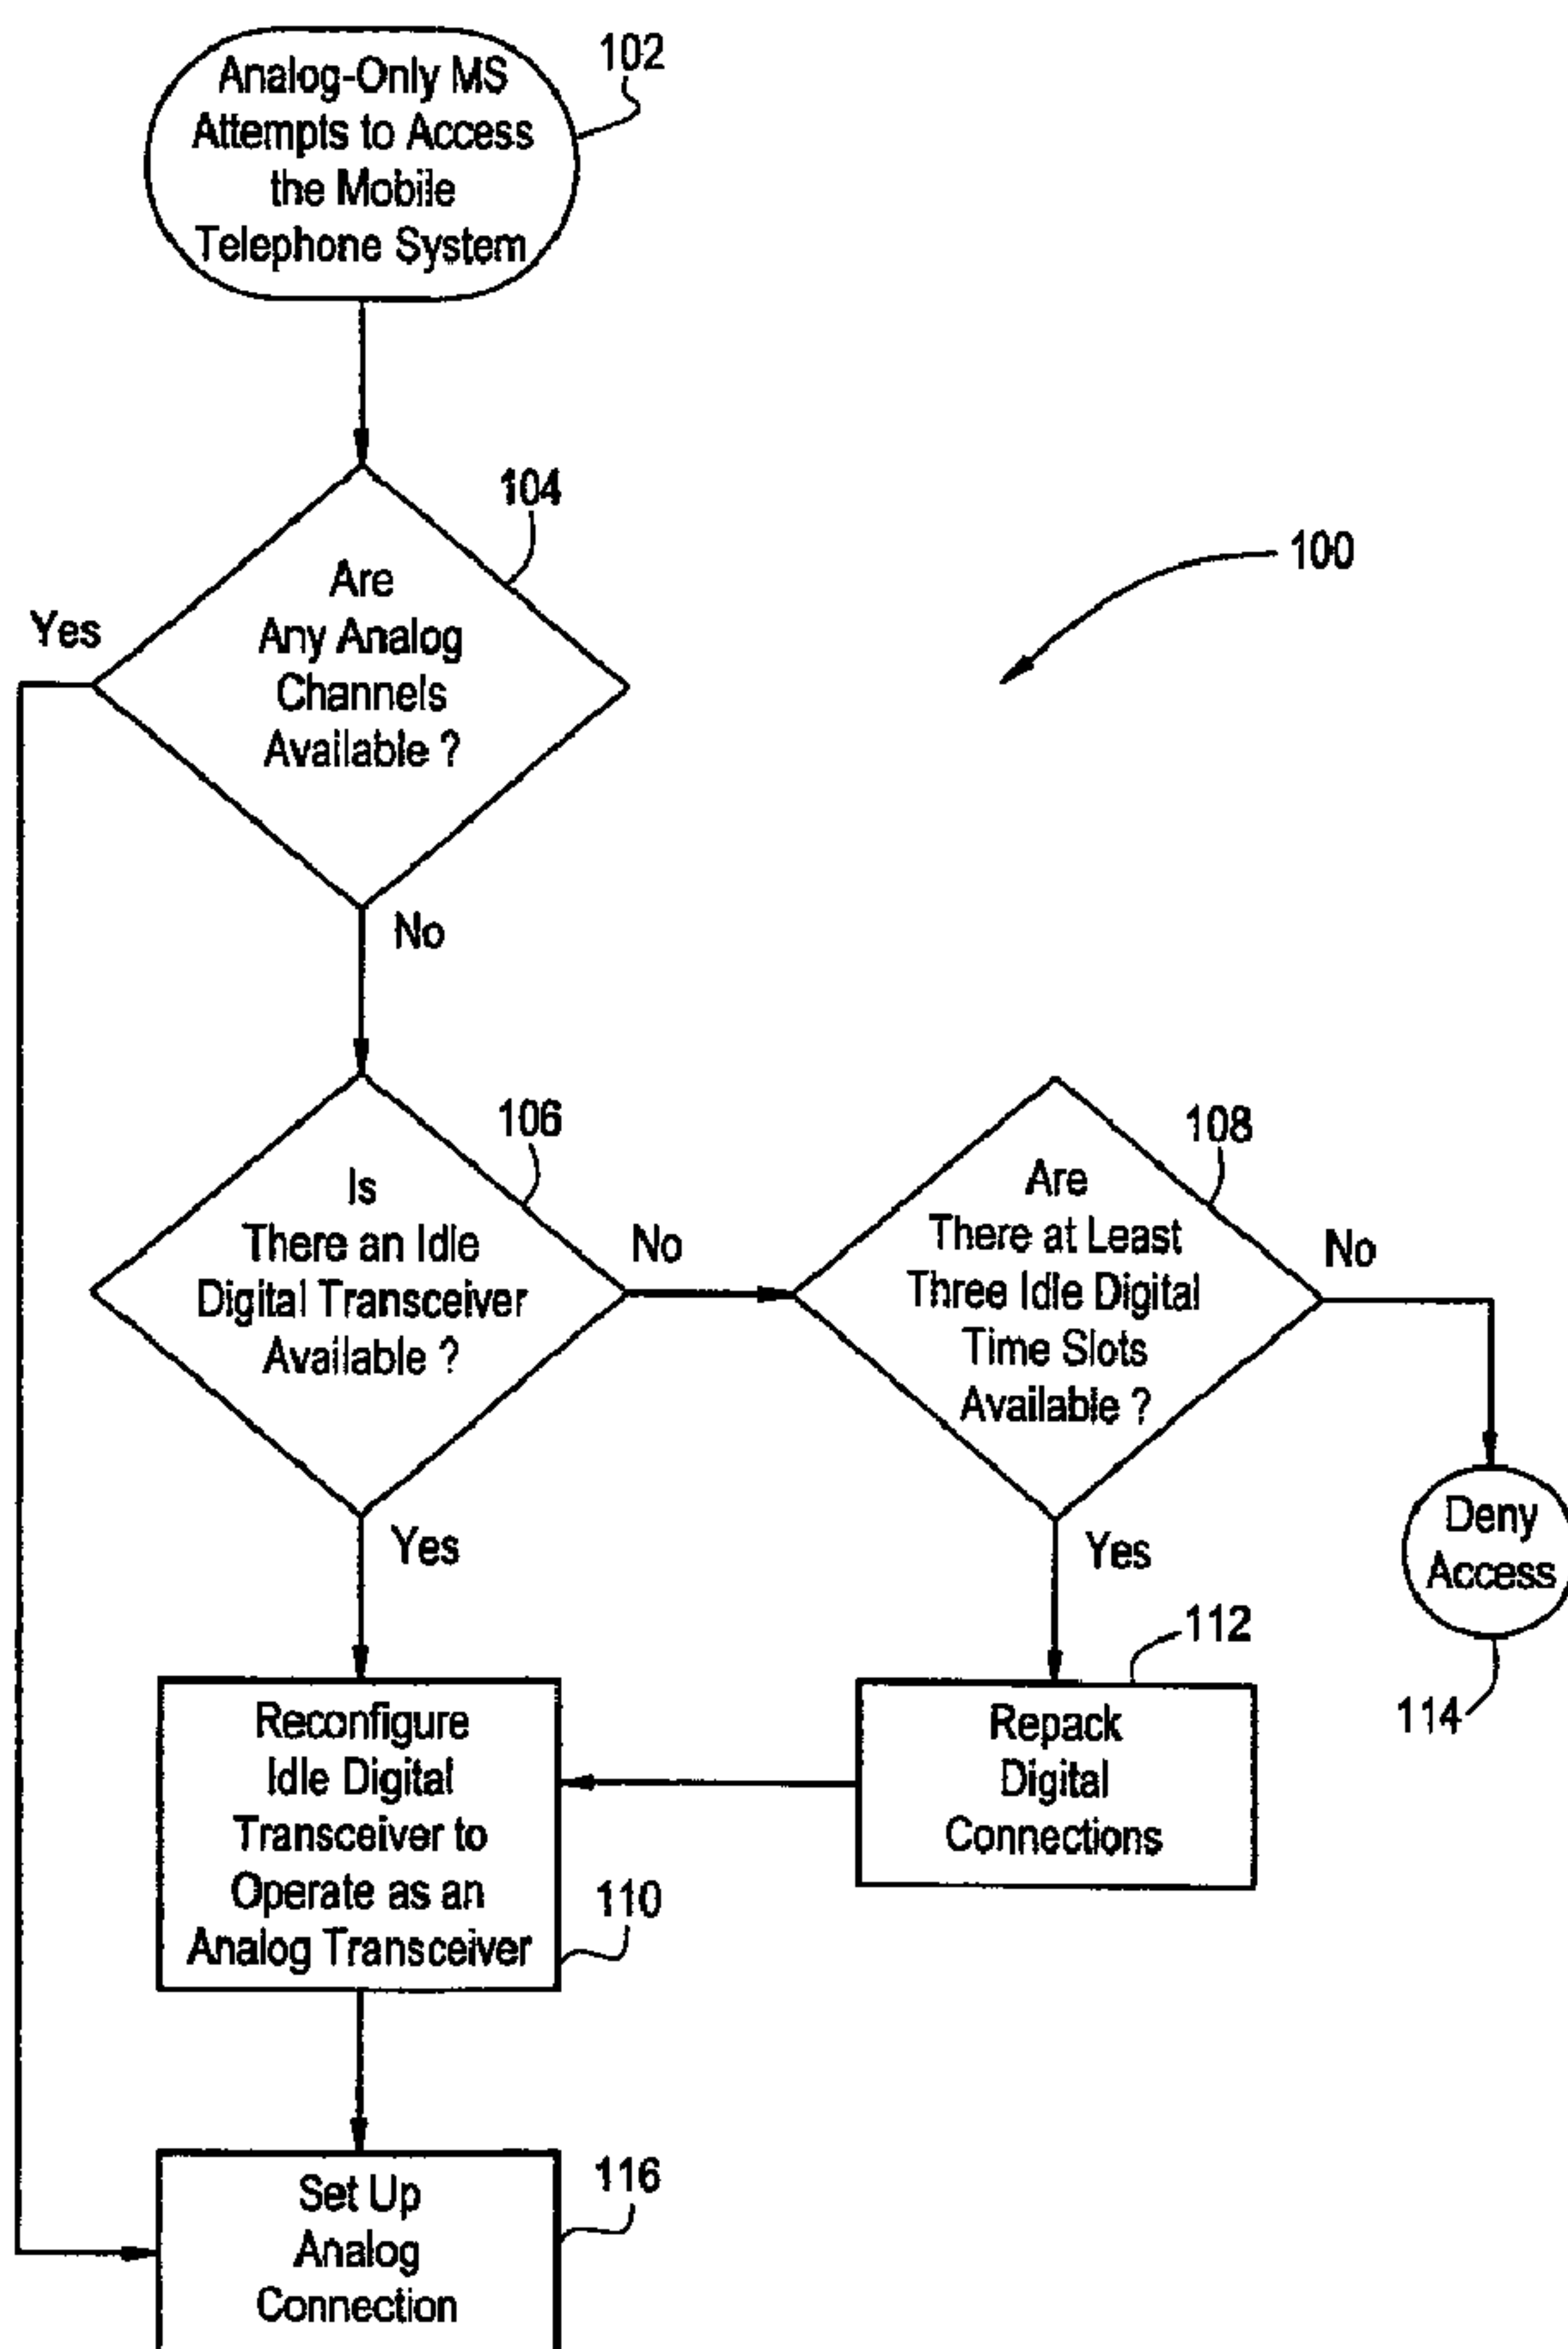 Analog-Only MS
Attempts to Access
the Mobile
Telephone System
102
104
Are
Any Analog
Channels
Available ?
Yes
No
100
106
Is
There an Idle
Digital Transceiver
Available ?
No
Yes
108
Are
There at Least
Three Idle Digital
Time Slots
Available ?
No
Yes
Deny
Access
114
112
Repack
Digital
Connections
Reconfigure
Idle Digital
Transceiver to
Operate as an
Analog Transceiver
110
Set Up
Analog
Connection
116